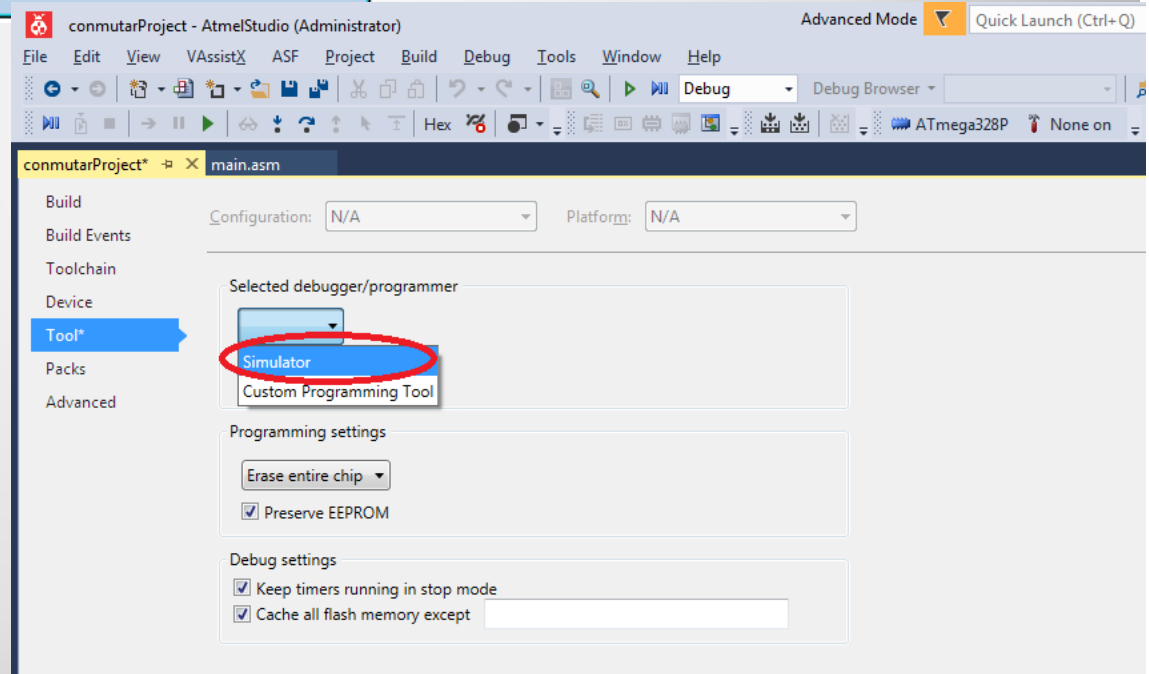 conmutarProject - AtmelStudio (Administrator)
Advanced Mode
Quick Launch (Ctrl+Q)
File Edit View VAssistX ASF Project Build Debug Tools Window Help
Debug
Debug Browser
Hex
ATmega328P
None on
conmutarProject*
main.asm
Build
Build Events
Toolchain
Device
Tool*
Packs
Advanced
Configuration: N/A
Platform: N/A
Selected debugger/programmer
Simulator
Custom Programming Tool
Programming settings
Erase entire chip
Preserve EEPROM
Debug settings
Keep timers running in stop mode
Cache all flash memory except